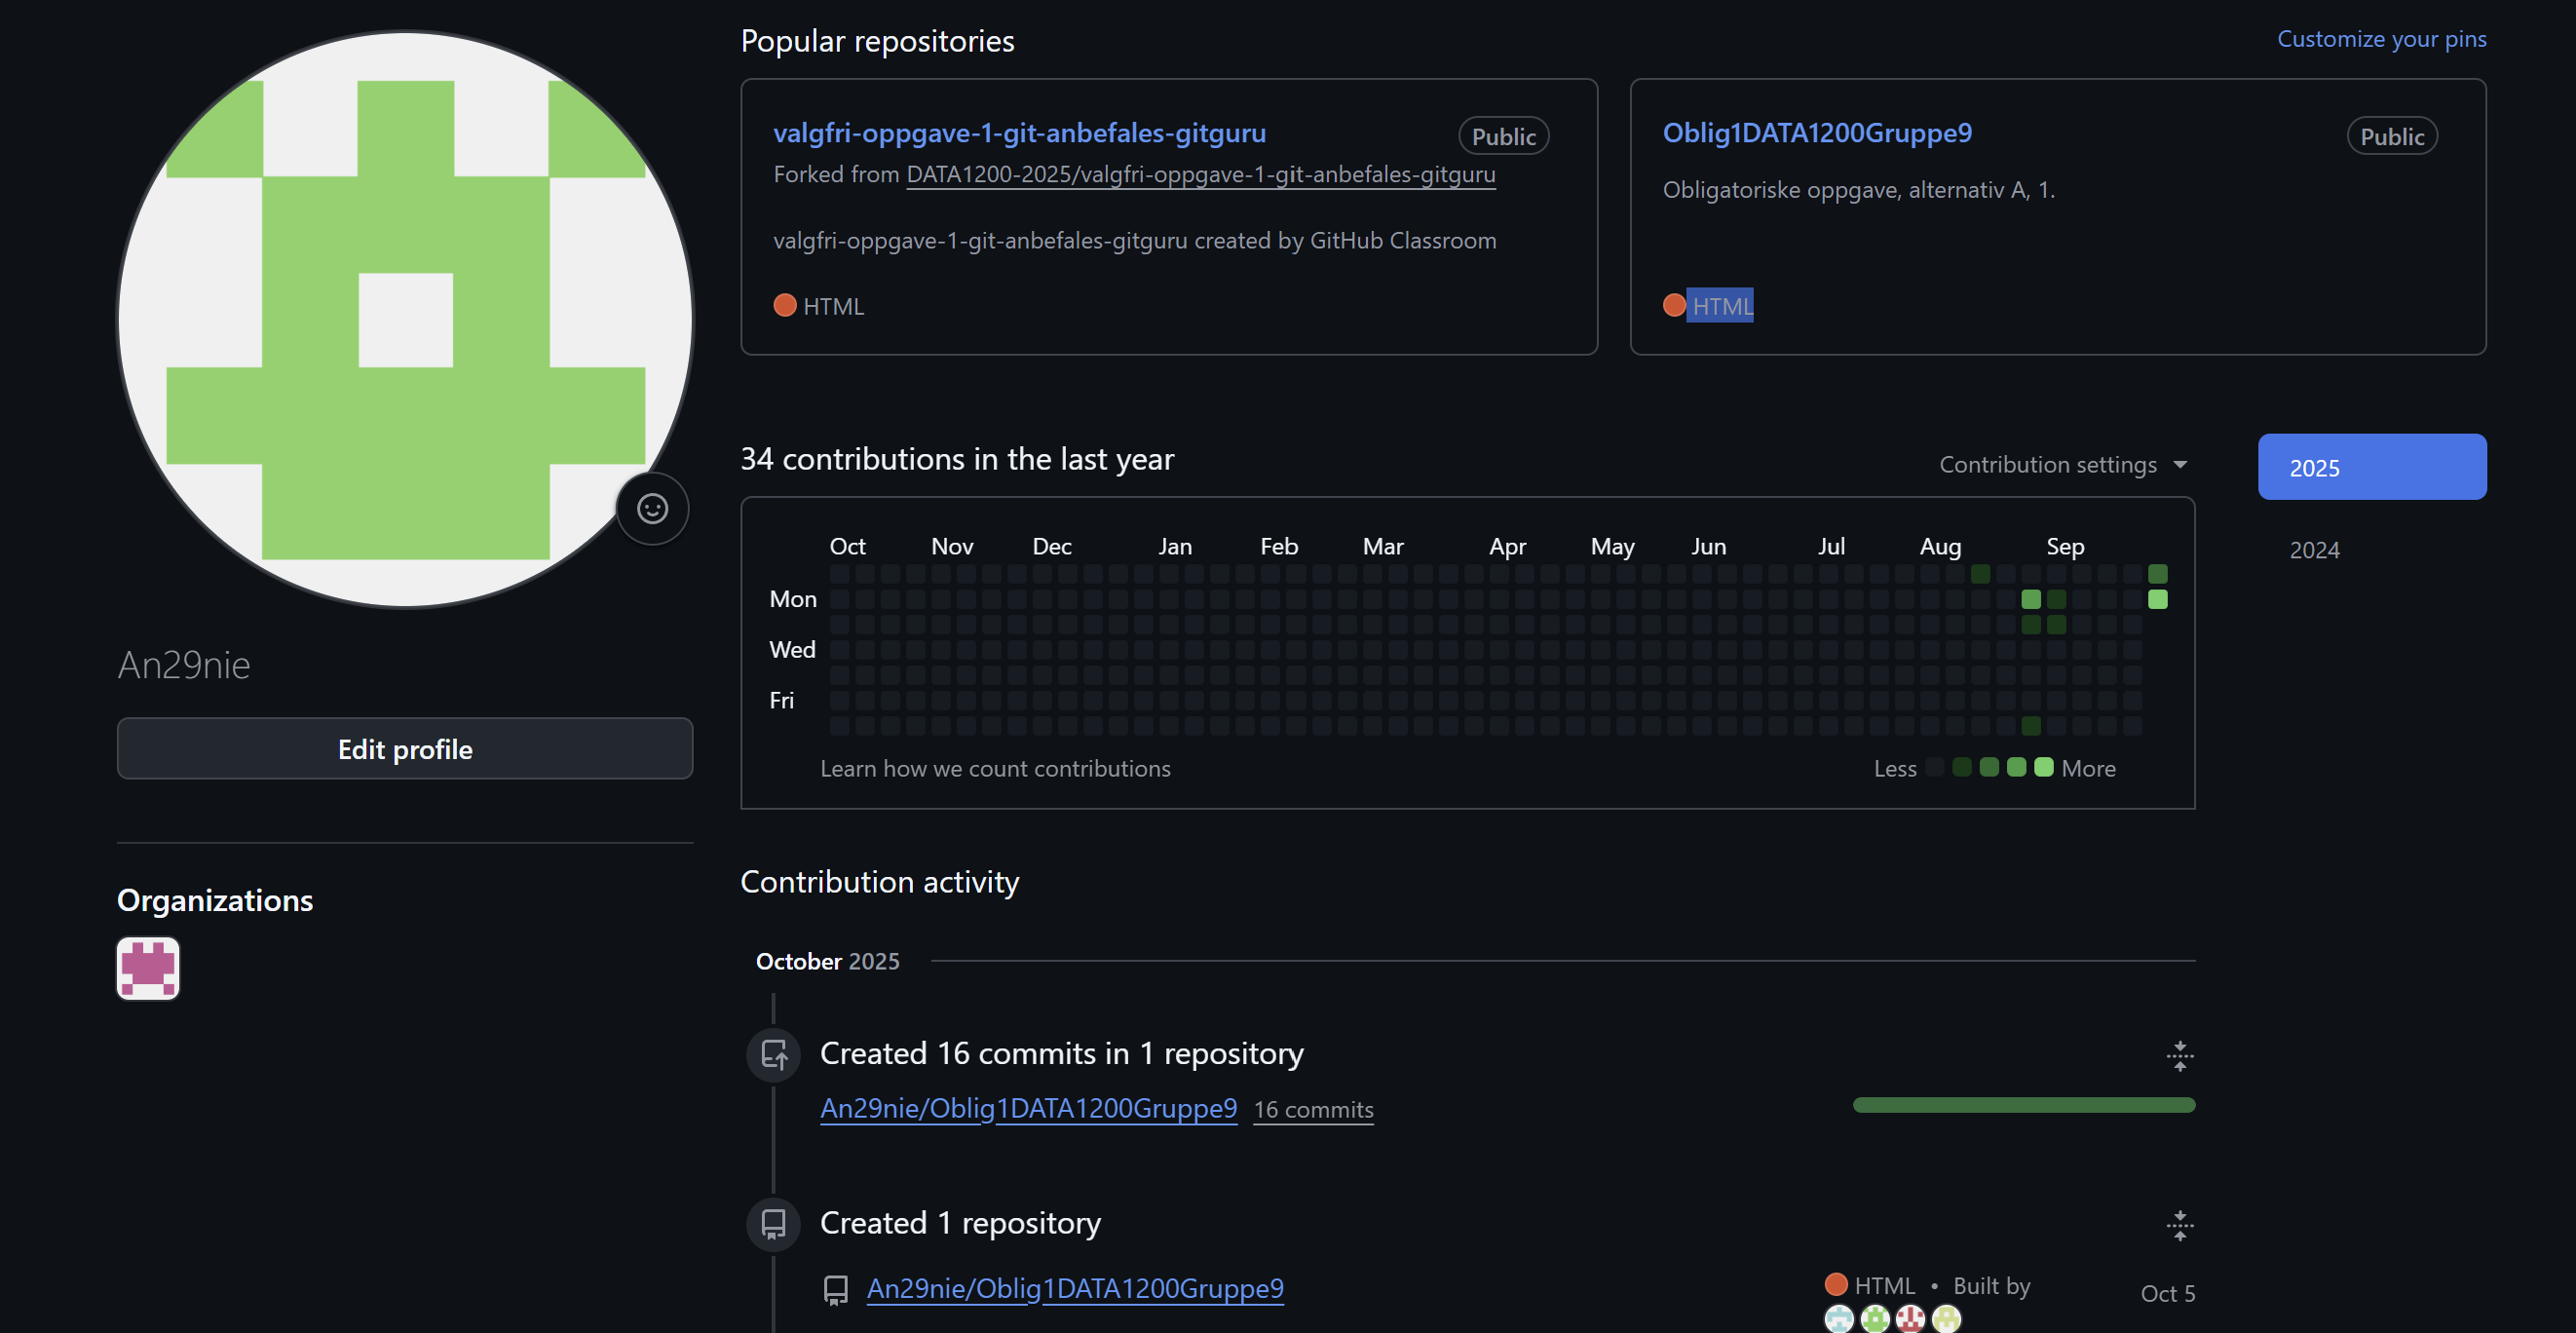 Popular repositories
Customize your pins
valgfri-oppgave-1-git-anbefales-gitguru
Public
Forked from DATA1200-2025/valgfri-oppgave-1-git-anbefales-gitguru
valgfri-oppgave-1-git-anbefales-gitguru created by GitHub Classroom
HTML
Oblig1DATA1200Gruppe9
Public
Obligatoriske oppgave, alternativ A, 1.
HTML
An29nie
Edit profile
Organizations
34 contributions in the last year
Contribution settings
2025
2024
Oct Nov Dec Jan Feb Mar Apr May Jun Jul Aug Sep
Mon
Wed
Fri
Learn how we count contributions
Less More
Contribution activity
October 2025
Created 16 commits in 1 repository
An29nie/Oblig1DATA1200Gruppe9 16 commits
Created 1 repository
An29nie/Oblig1DATA1200Gruppe9
HTML • Built by
Oct 5